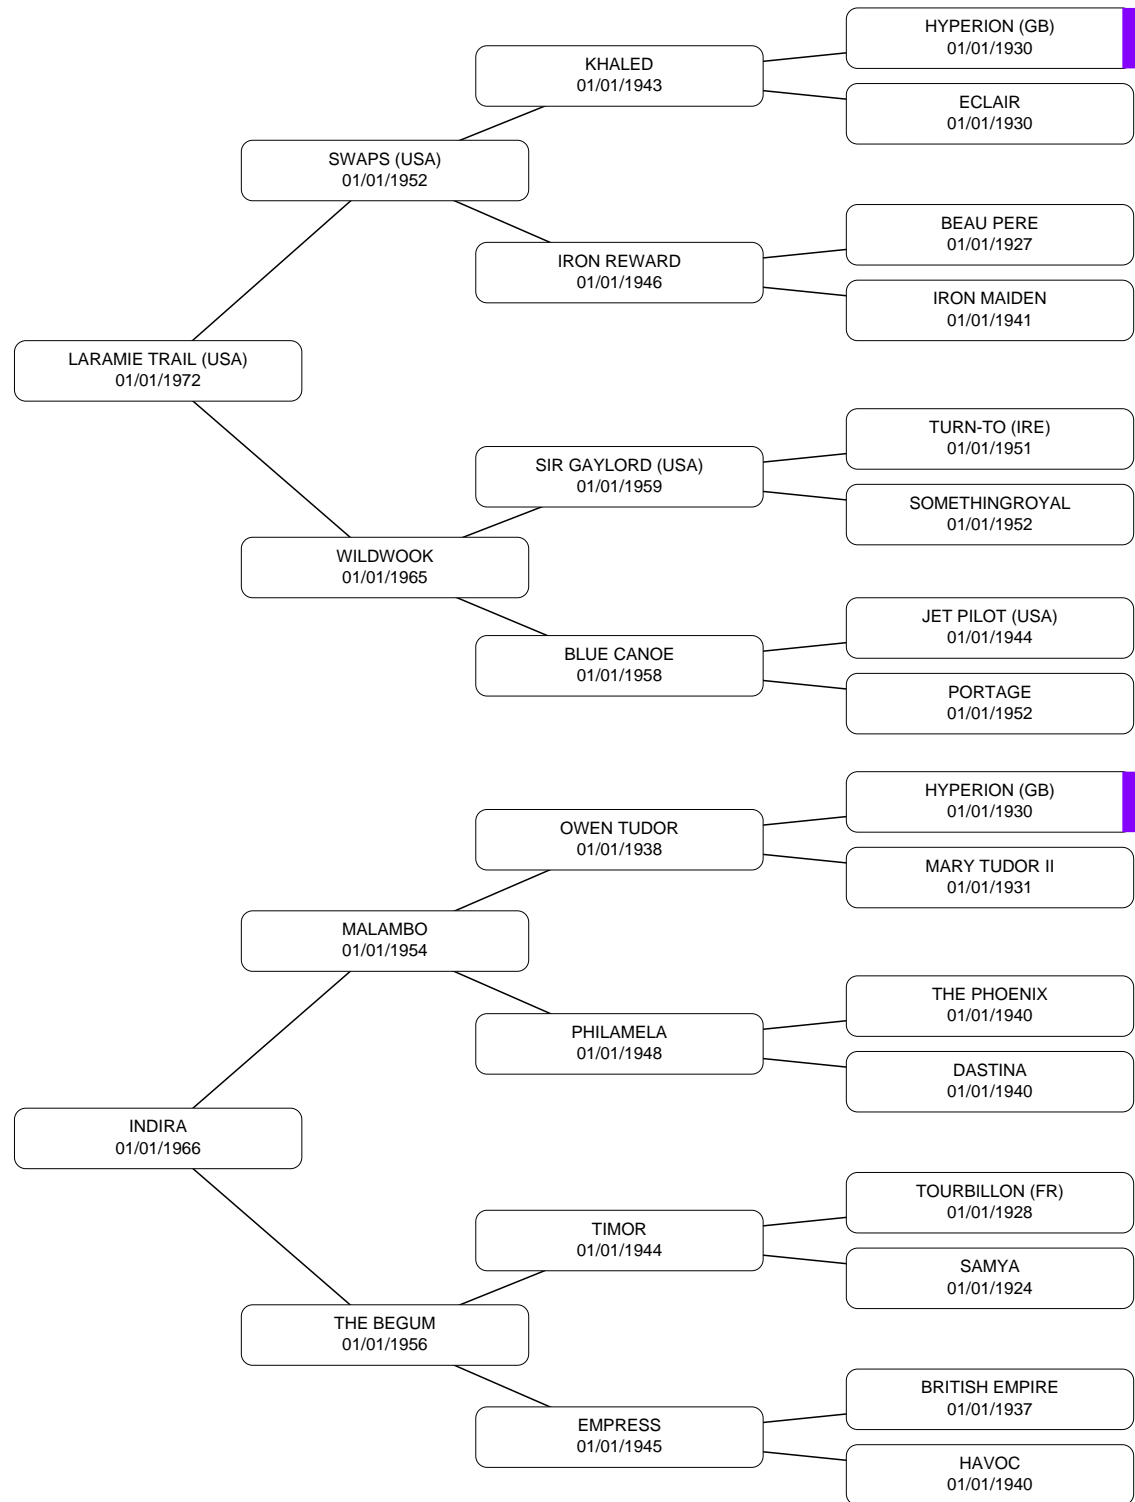 HYPERION (GB)
01/01/1930
KHALED
01/01/1943
ECLAIR
01/01/1930
SWAPS (USA)
01/01/1952
BEAU PERE
01/01/1927
IRON REWARD
01/01/1946
IRON MAIDEN
01/01/1941
LARAMIE TRAIL (USA)
01/01/1972
TURN-TO (IRE)
01/01/1951
SIR GAYLORD (USA)
01/01/1959
SOMETHINGROYAL
01/01/1952
WILDWOOK
01/01/1965
JET PILOT (USA)
01/01/1944
BLUE CANOE
01/01/1958
PORTAGE
01/01/1952
HYPERION (GB)
01/01/1930
OWEN TUDOR
01/01/1938
MARY TUDOR II
01/01/1931
MALAMBO
01/01/1954
THE PHOENIX
01/01/1940
PHILAMELA
01/01/1948
DASTINA
01/01/1940
INDIRA
01/01/1966
TOURBILLON (FR)
01/01/1928
TIMOR
01/01/1944
SAMYA
01/01/1924
THE BEGUM
01/01/1956
BRITISH EMPIRE
01/01/1937
EMPRESS
01/01/1945
HAVOC
01/01/1940